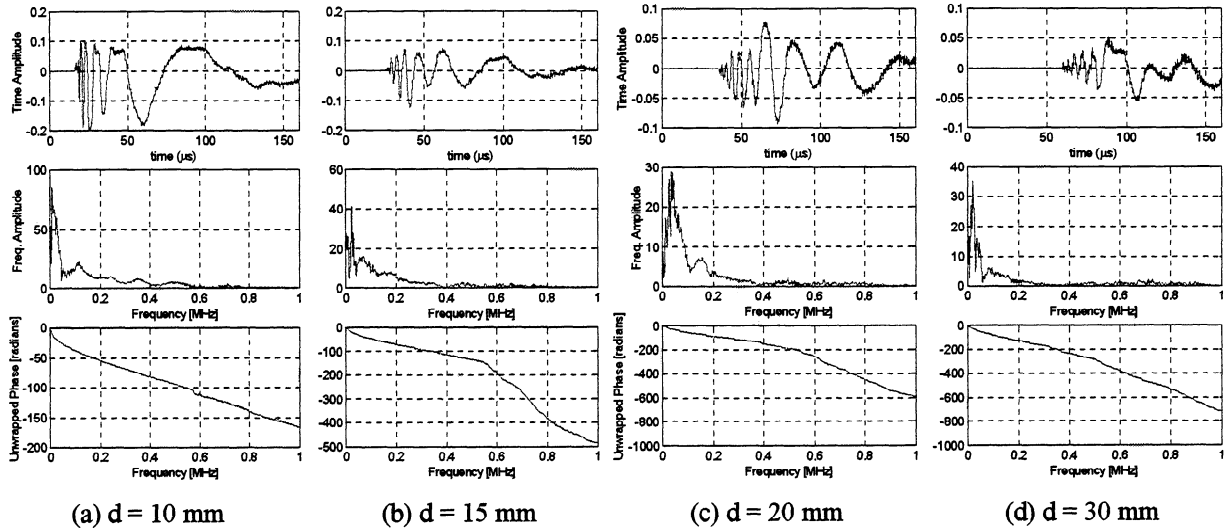 0.2 0.1 0 -0.1 -0.2
Time Amplitude
0 50 100 150
time (µs)
0.2 0.1 0 -0.1 -0.2
0 50 100 150
time (µs)
0.1 0.05 0 -0.05 -0.1
Time Amplitude
0 50 100 150
time (µs)
0.1 0.05 0 -0.05 -0.1
0 50 100 150
time (µs)
100 50 0
Freq. Amplitude
0 0.2 0.4 0.6 0.8 1
Frequency [MHz]
60 40 20 0
0 0.2 0.4 0.6 0.8 1
Frequency [MHz]
30 20 10 0
Freq. Amplitude
0 0.2 0.4 0.6 0.8 1
Frequency [MHz]
40 30 20 10 0
0 0.2 0.4 0.6 0.8 1
Frequency [MHz]
0 -50 -100 -150 -200
Unwrapped Phase [radians]
0 0.2 0.4 0.6 0.8 1
Frequency [MHz]
0 -100 -200 -300 -400 -500
0 0.2 0.4 0.6 0.8 1
Frequency [MHz]
0 -200 -400 -600 -800 -1000
Unwrapped Phase [radians]
0 0.2 0.4 0.6 0.8 1
Frequency [MHz]
0 -200 -400 -600 -800 -1000
0 0.2 0.4 0.6 0.8 1
Frequency [MHz]
(a) d = 10 mm
(b) d = 15 mm
(c) d = 20 mm
(d) d = 30 mm